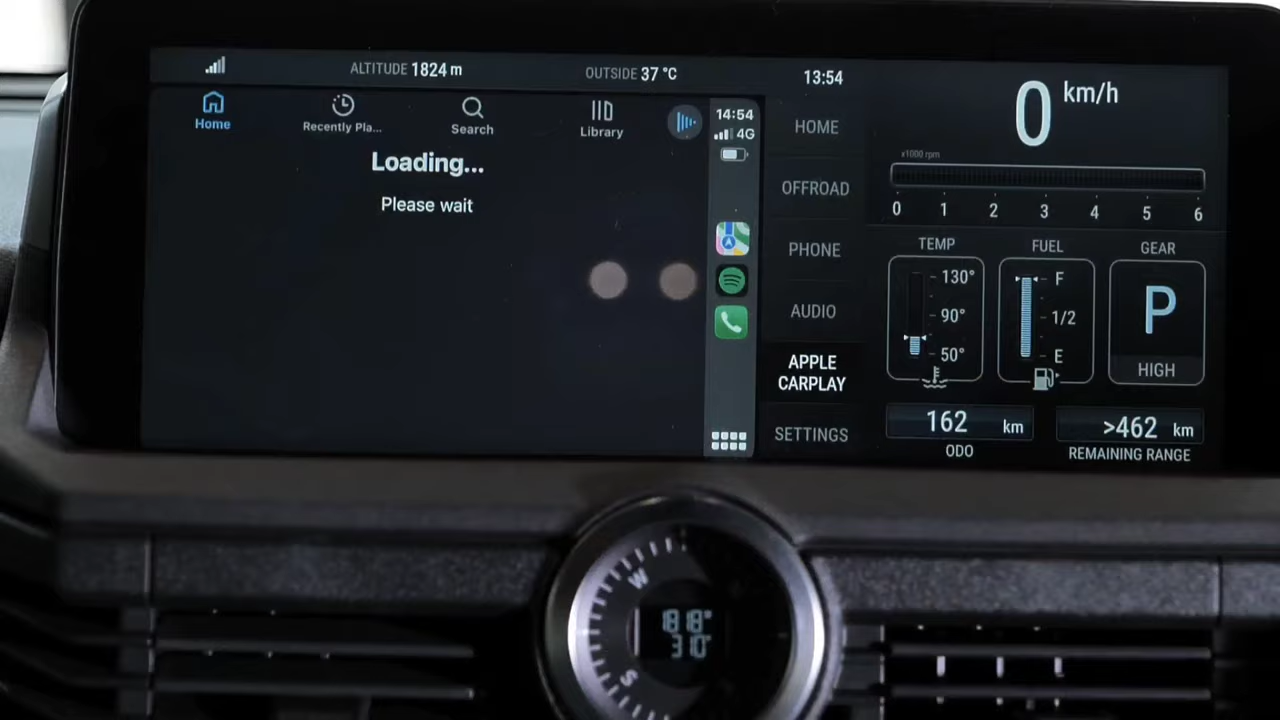 ALTITUDE 1824 m
OUTSIDE 37 °C
13:54
Home
Recently Pla...
Search
Library
14:54
4G
Loading...
Please wait
HOME
OFFROAD
PHONE
AUDIO
APPLE
CARPLAY
SETTINGS
0 km/h
x1000 rpm
0 1 2 3 4 5 6
TEMP
130°
90°
50°
FUEL
F
1/2
E
GEAR
P
HIGH
162 km
ODO
>462 km
REMAINING RANGE
W
S
310°